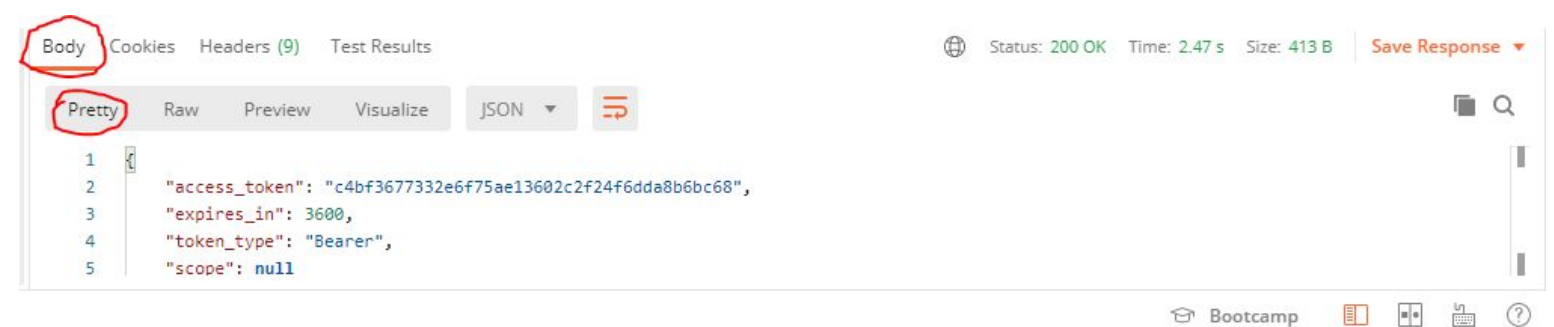 Body Cookies Headers (9) Test Results Status: 200 OK Time: 2.47 s Size: 413 B Save Response
Pretty Raw Preview Visualize JSON
1 {
2 "access_token": "c4bf3677332e6f75ae13602c2f24f6dda8b6bc68",
3 "expires_in": 3600,
4 "token_type": "Bearer",
5 "scope": null
Bootcamp